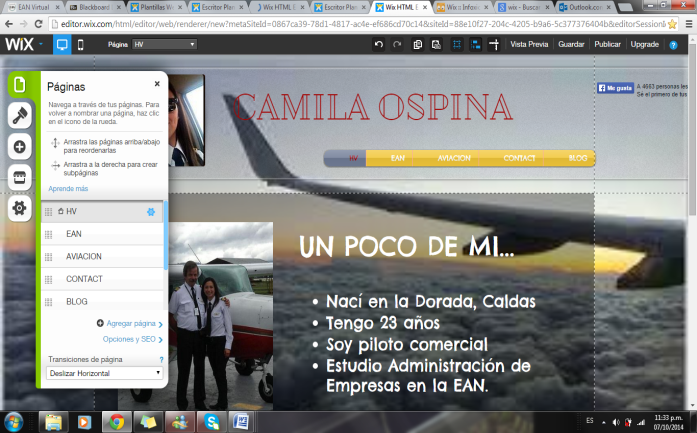 EAN Virtual
Blackboard
Plantillas W
Escritor Plan
Wix HTML E
Escritor Plan
Wix HTML E
Wix :: Infor
wix - Busca
Outlook.co
editor.wix.com/html/editor/web/renderer/new?metaSiteId=0867ca39-78d1-4817-ac4e-ef686cd70c14&siteId=88e10f27-204c-4205-b9a6-5c377376404b&editorSession
WiX
Página HV
Vista Previa Guardar Publicar Upgrade
Páginas
Navega a través de tus páginas. Para
volver a nombrar una página, haz clic
en el icono de la rueda.
Arrastra las páginas arriba/abajo
para reordenarlas
Arrastra a la derecha para crear
subpáginas
Aprende más
HV
EAN
AVIACION
CONTACT
BLOG
Agregar página
Opciones y SEO
Transiciones de página ?
Deslizar Horizontal
CAMILA OSPINA
Me gusta
A 4663 personas les
Sé el primero de tus
HV EAN AVIACION CONTACT BLOG
UN POCO DE MI...
• Nací en la Dorada, Caldas
• Tengo 23 años
• Soy piloto comercial
• Estudio Administración de
Empresas en la EAN.
ES
11:33 p.m.
07/10/2014